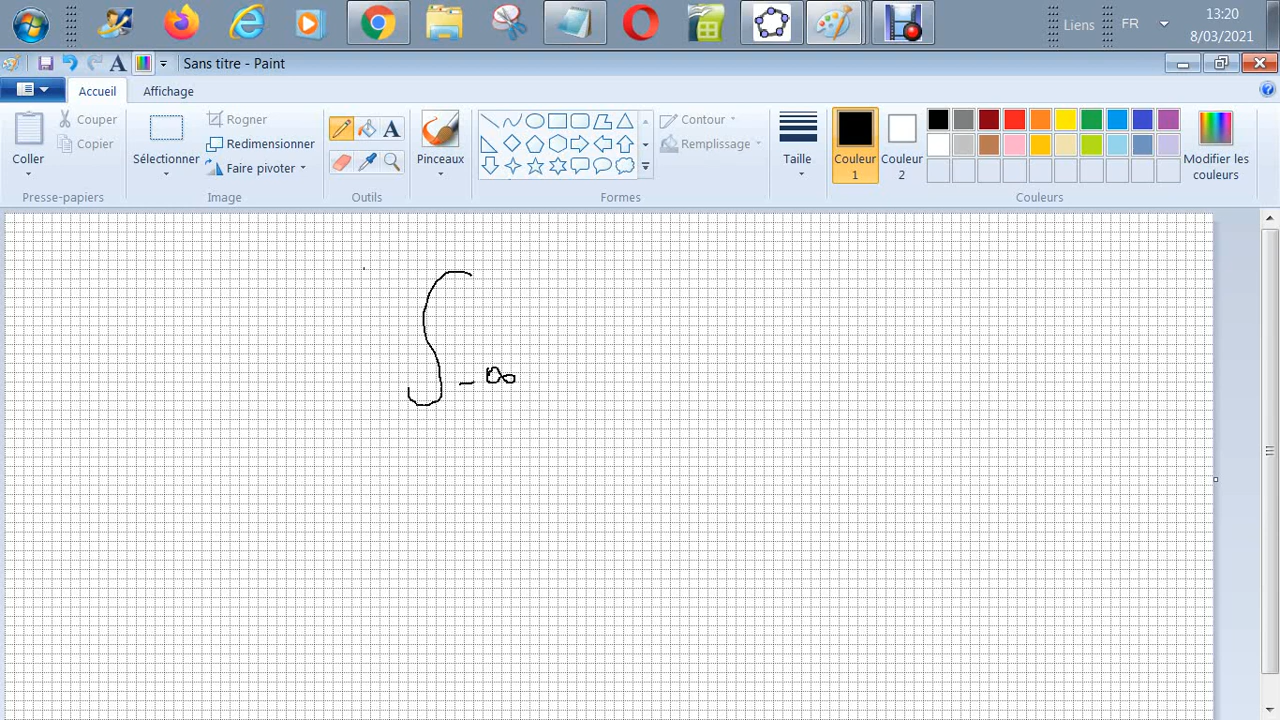 13:20
Liens FR
8/03/2021
Sans titre - Paint
Accueil Affichage
Coller
Couper
Copier
Presse-papiers
Sélectionner
Rogner
Redimensionner
Faire pivoter
Image
A
Outils
Pinceaux
Contour
Remplissage
Formes
Taille
Couleur 1
Couleur 2
Modifier les couleurs
Couleurs
∫
- ∞